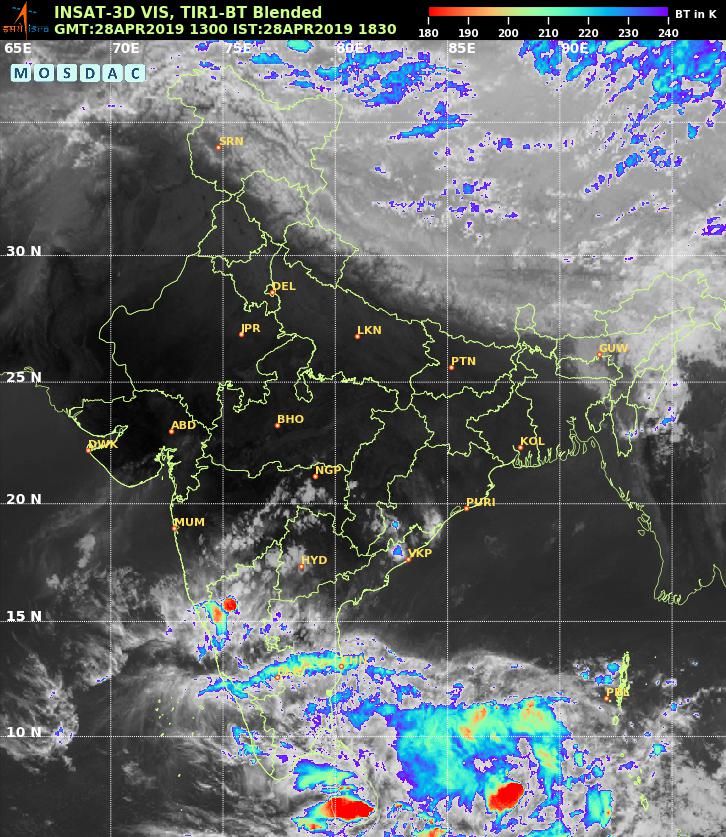 INSAT-3D VIS, TIR1-BT Blended
GMT:28APR2019 1300 IST:28APR2019 1830
180 190 200 210 220 230 240
BT in K
65E 70E 75E 80E 85E 90E
MOSDAC
SRN
30 N
DEL
JPR
LKN
GUW
PTN
25 N
ABD
BHO
DWK
KOL
NGP
20 N
PURI
MUM
HYD
VKP
15 N
10 N